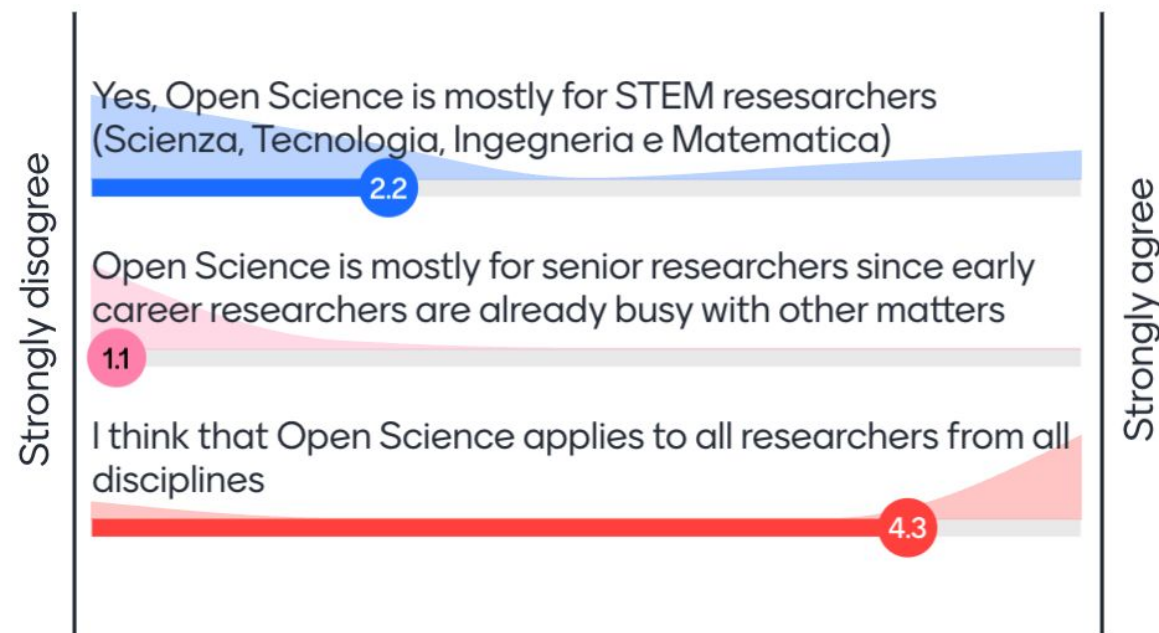 Strongly disagree
Yes, Open Science is mostly for STEM resesarchers
(Scienza, Tecnologia, Ingegneria e Matematica)
2.2
Open Science is mostly for senior researchers since early
career researchers are already busy with other matters
1.1
I think that Open Science applies to all researchers from all
disciplines
4.3
Strongly agree